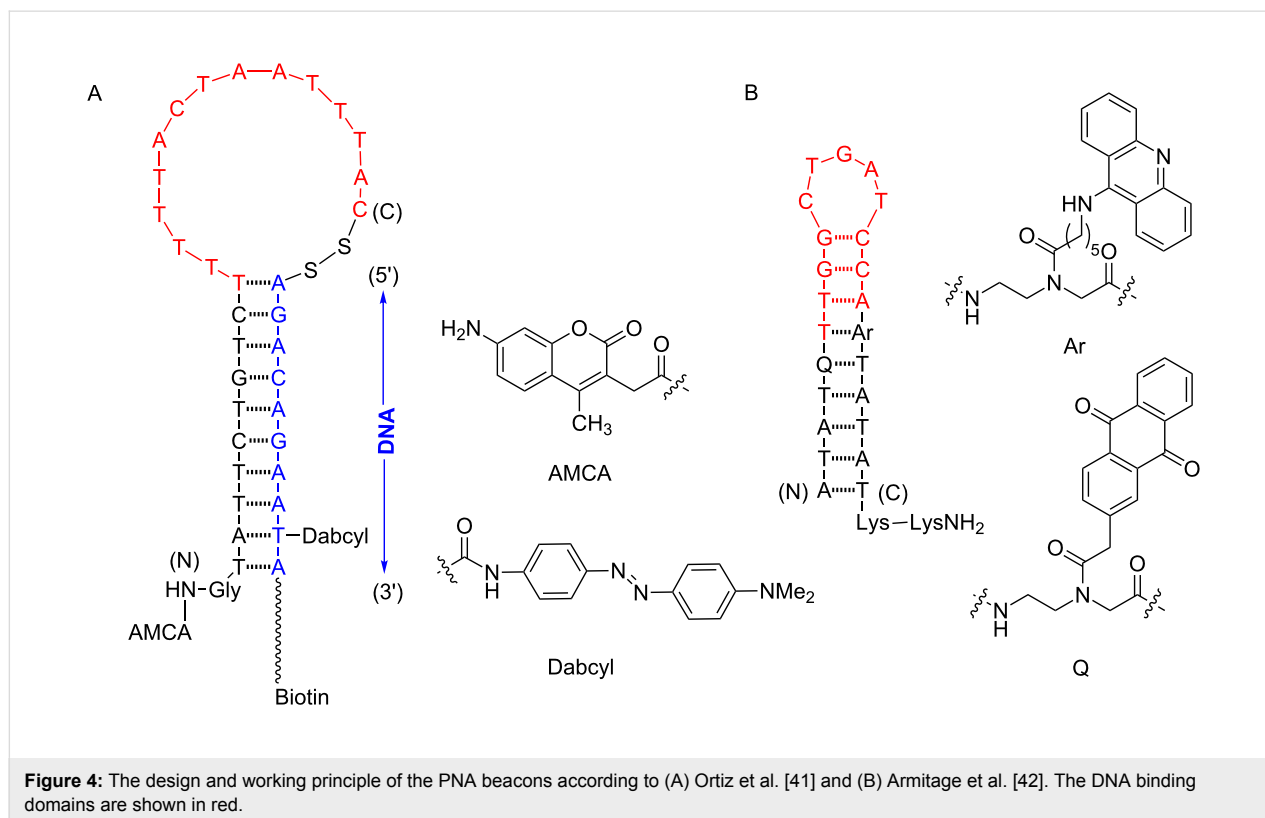 A
B
T A A T T T A C (C)
C A T T T T T
S S
(5')
T A
C G
T A
G C
T A
C G
T A
T A
A T Dabcyl
T A
(N)
HN Gly
AMCA
(3')
DNA
Biotin
H₂N O O O
CH₃
AMCA
O
N H N N NMe₂
Dabcyl
G
T A
C T
G C
G C
T A
T Ar
Q T
T A
A T
T A
(N) A T (C)
Lys LysNH₂
N
HN
O ( )₅ O
N H N
Ar
O
O
O O
N H N
Q
Figure 4: The design and working principle of the PNA beacons according to (A) Ortiz et al. [41] and (B) Armitage et al. [42]. The DNA binding
domains are shown in red.